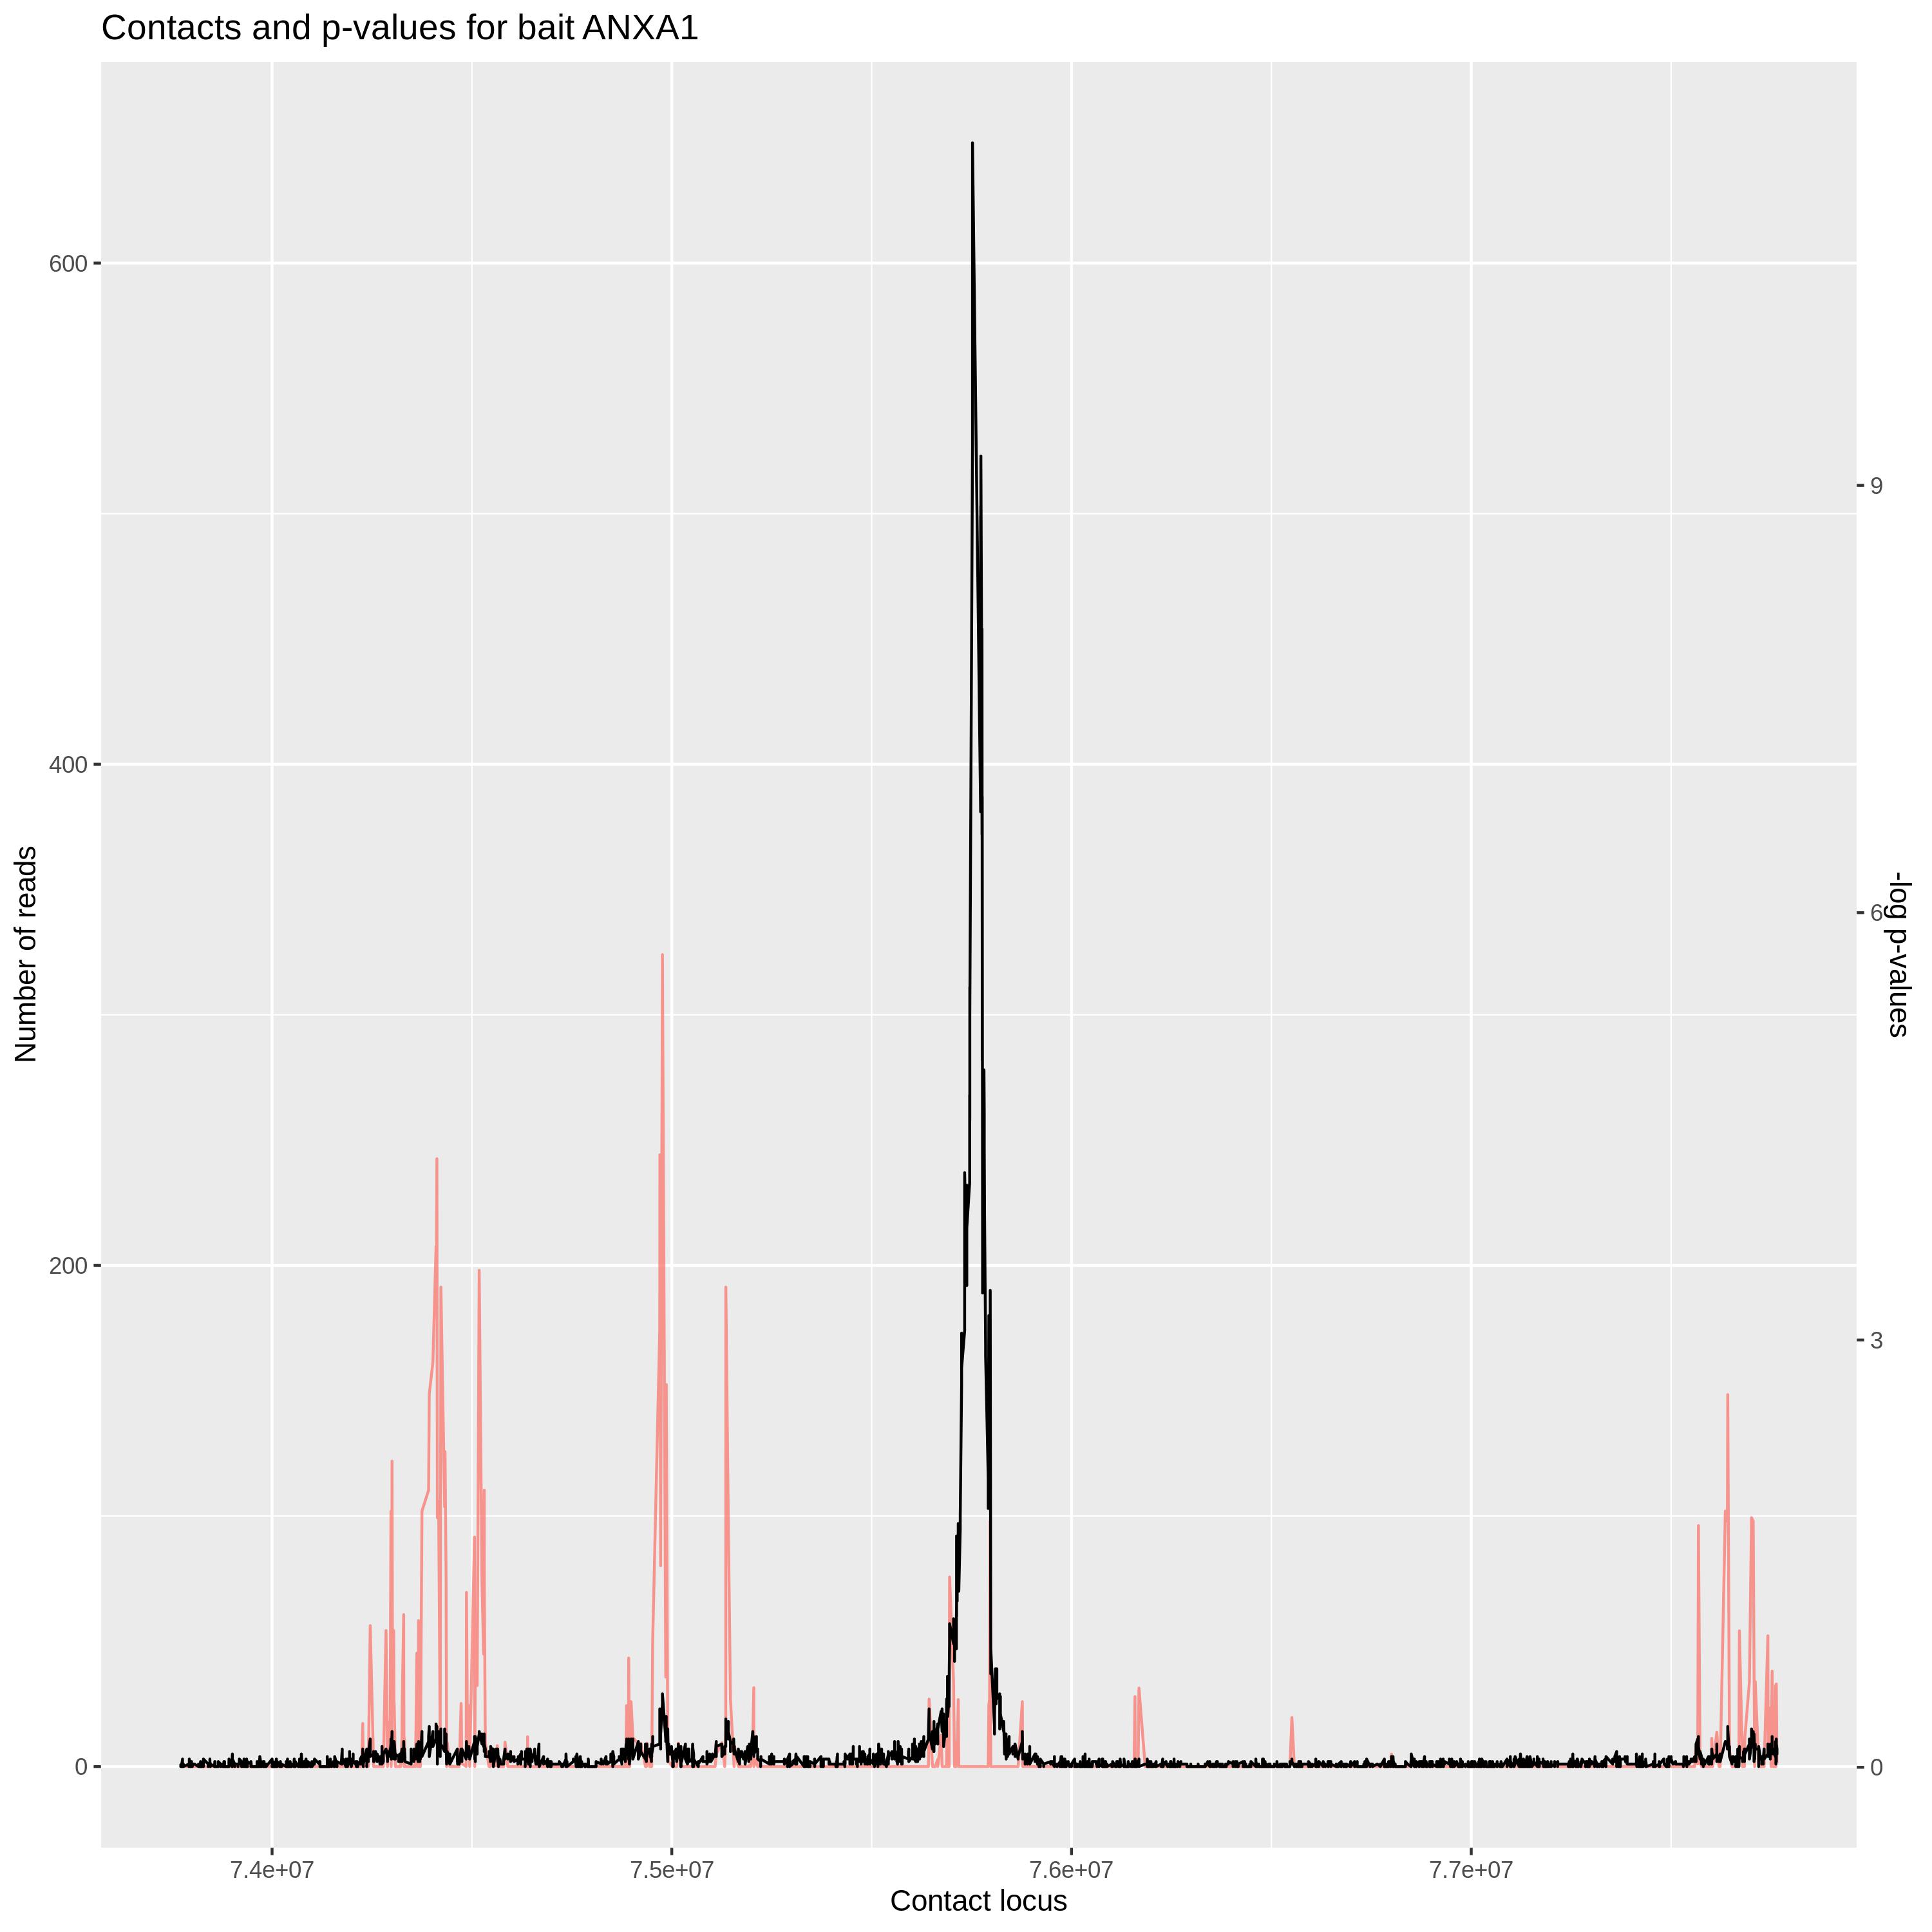 Contacts and p-values for bait ANXA1
600
400
200
0
Number of reads
9
6
3
0
-log p-values
7.4e+07
7.5e+07
7.6e+07
7.7e+07
Contact locus